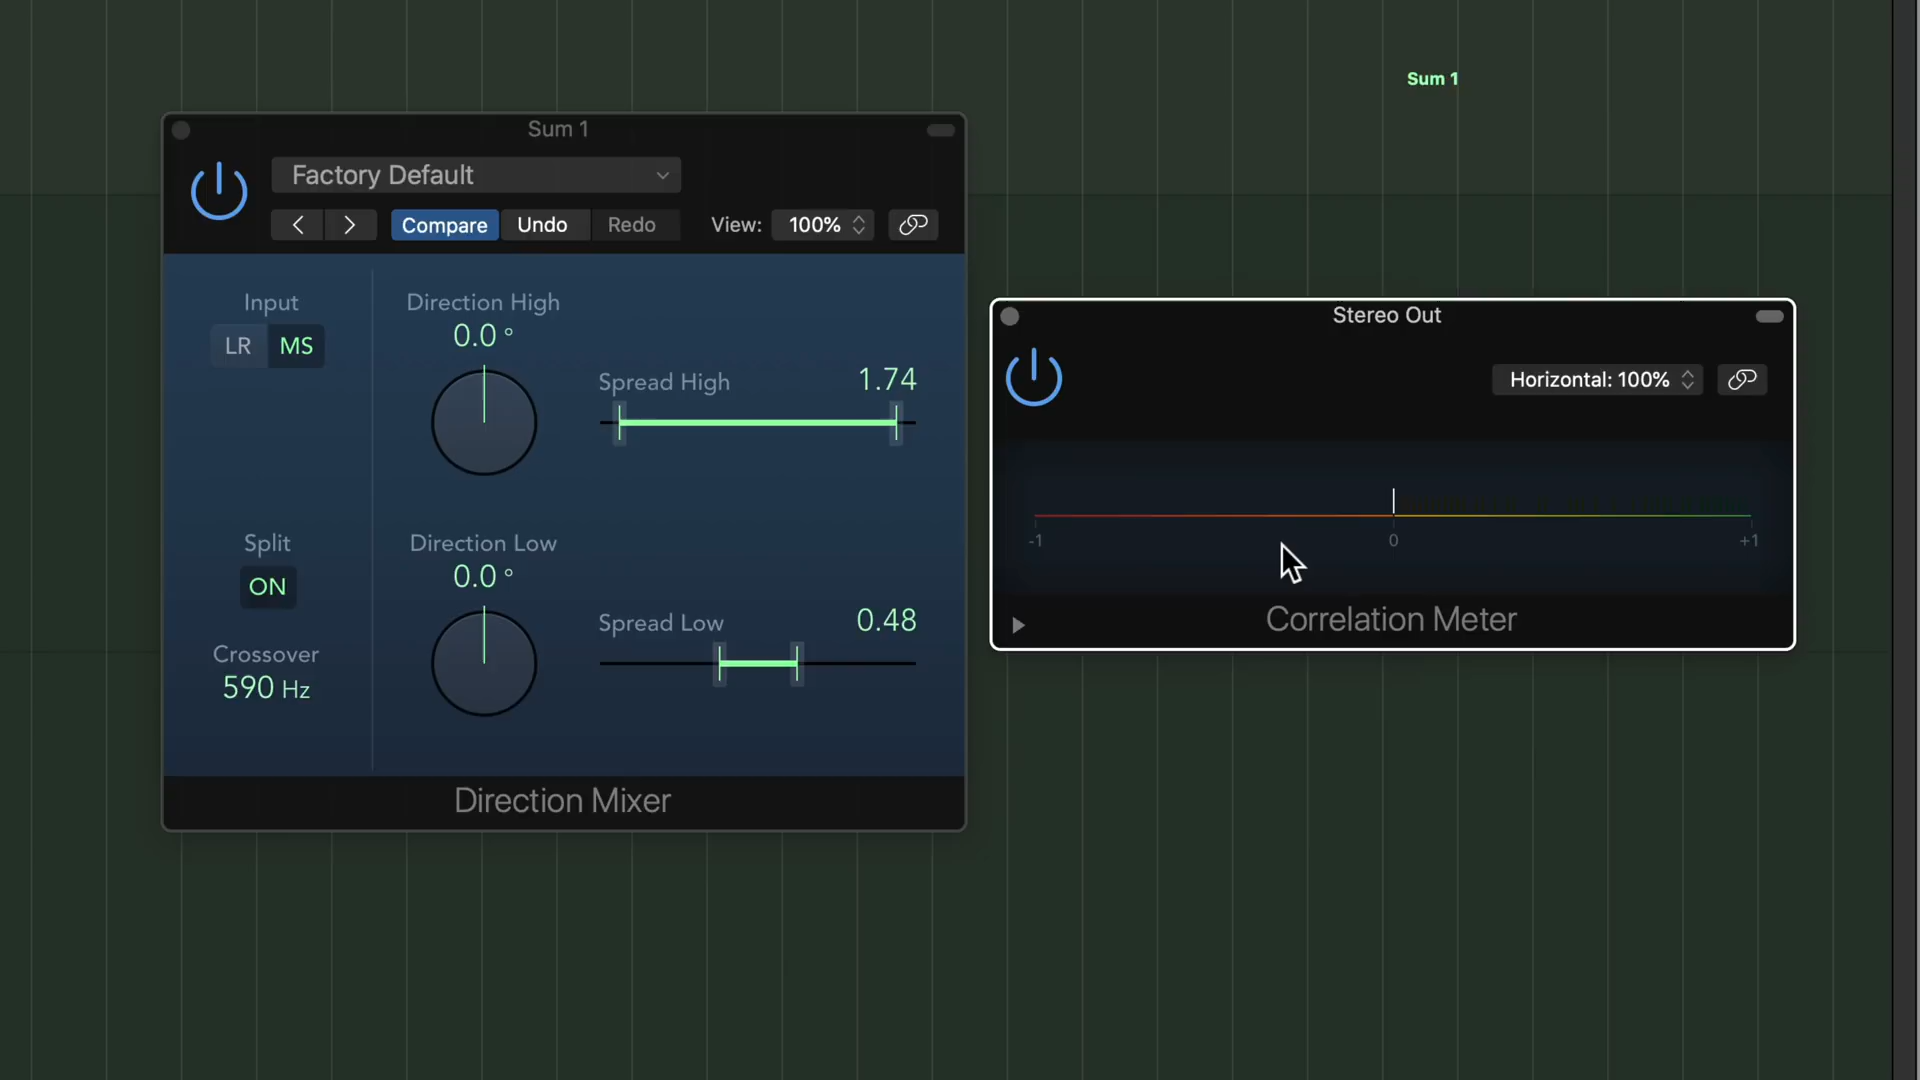 Sum 1
Sum 1
Factory Default
Compare Undo Redo View: 100%
Input
LR MS
Direction High
0.0 °
Spread High 1.74
Split
ON
Crossover
590 Hz
Direction Low
0.0 °
Spread Low 0.48
Direction Mixer
Stereo Out
Horizontal: 100%
-1 0 +1
Correlation Meter